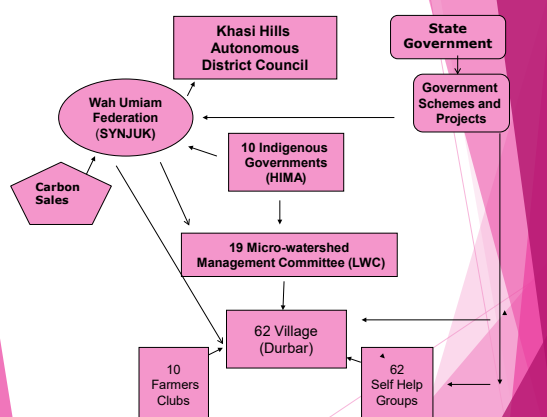 Khasi Hills
Autonomous
District Council
State
Government
Government
Schemes and
Projects
Wah Umiam
Federation
(SYNJUK)
10 Indigenous
Governments
(HIMA)
Carbon
Sales
19 Micro-watershed
Management Committee (LWC)
62 Village
(Durbar)
10
Farmers
Clubs
62
Self Help
Groups